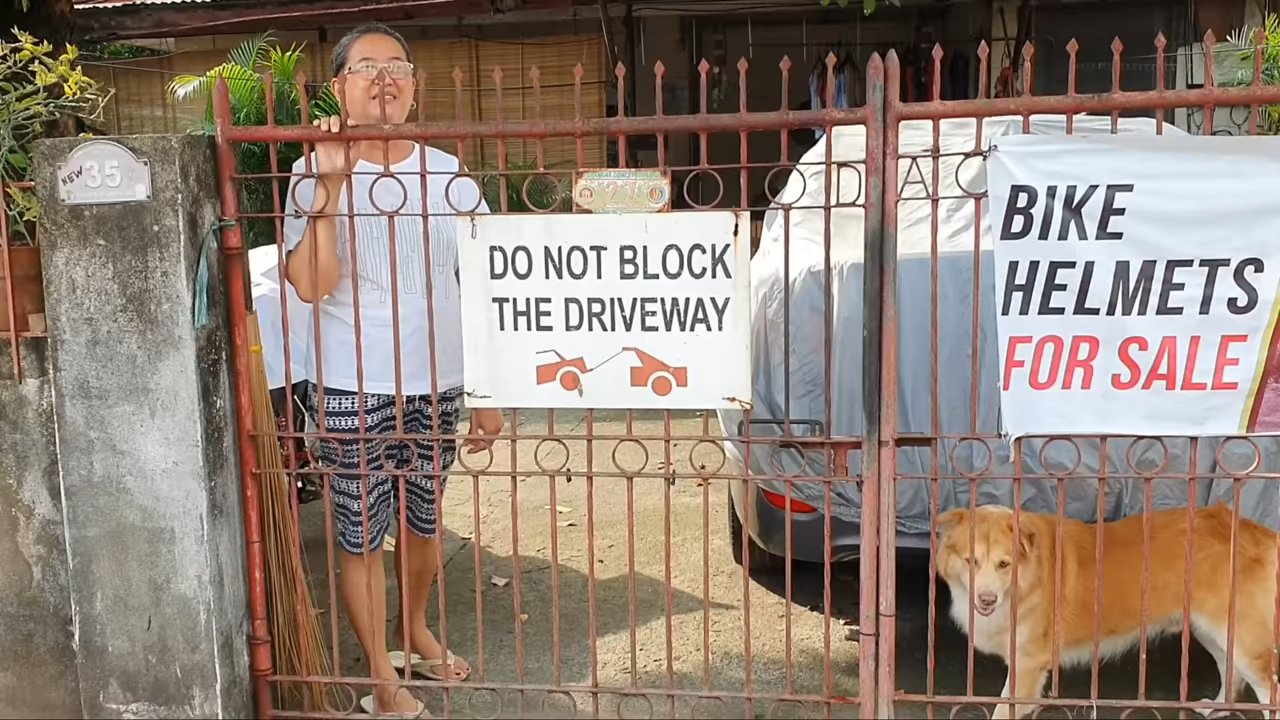 NEW 35
DO NOT BLOCK
THE DRIVEWAY
BIKE
HELMETS
FOR SALE